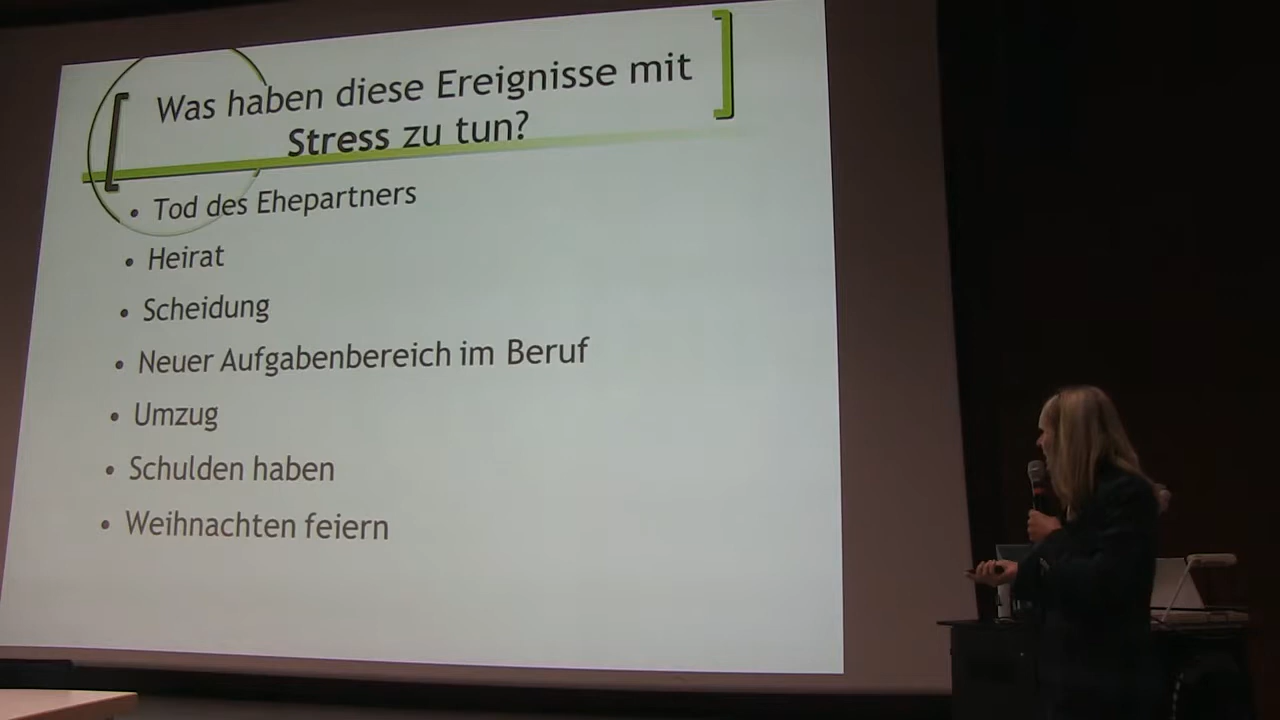 Was haben diese Ereignisse mit
Stress zu tun?
• Tod des Ehepartners
• Heirat
• Scheidung
• Neuer Aufgabenbereich im Beruf
• Umzug
• Schulden haben
• Weihnachten feiern